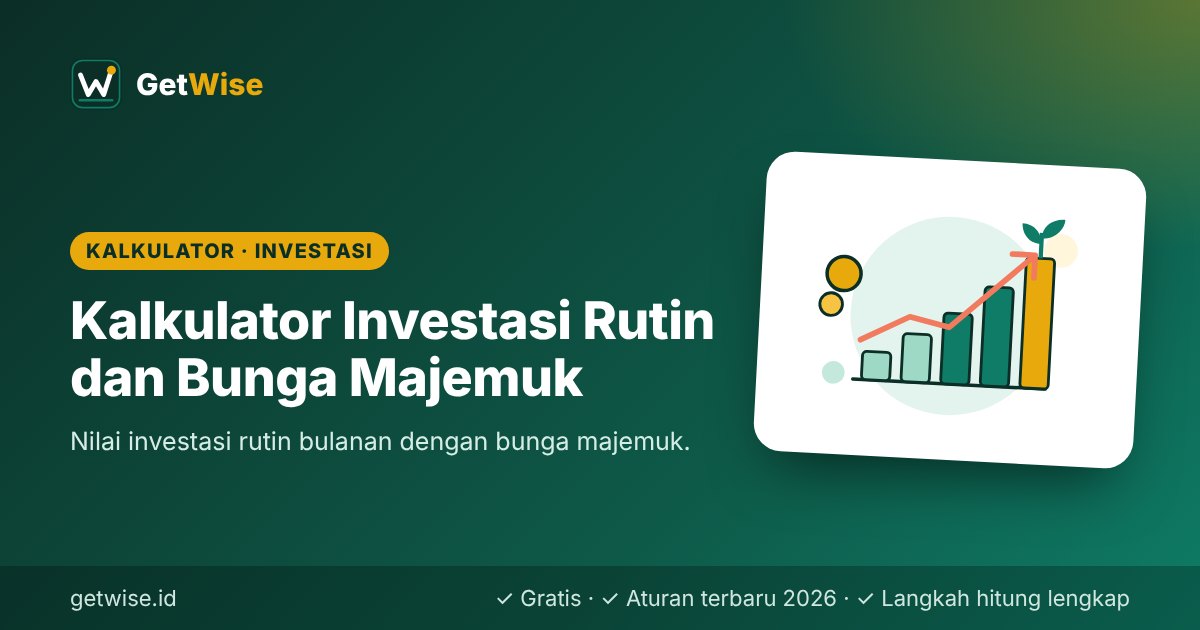 GetWise
KALKULATOR · INVESTASI
Kalkulator Investasi Rutin
dan Bunga Majemuk
Nilai investasi rutin bulanan dengan bunga majemuk.
getwise.id
✓ Gratis · ✓ Aturan terbaru 2026 · ✓ Langkah hitung lengkap